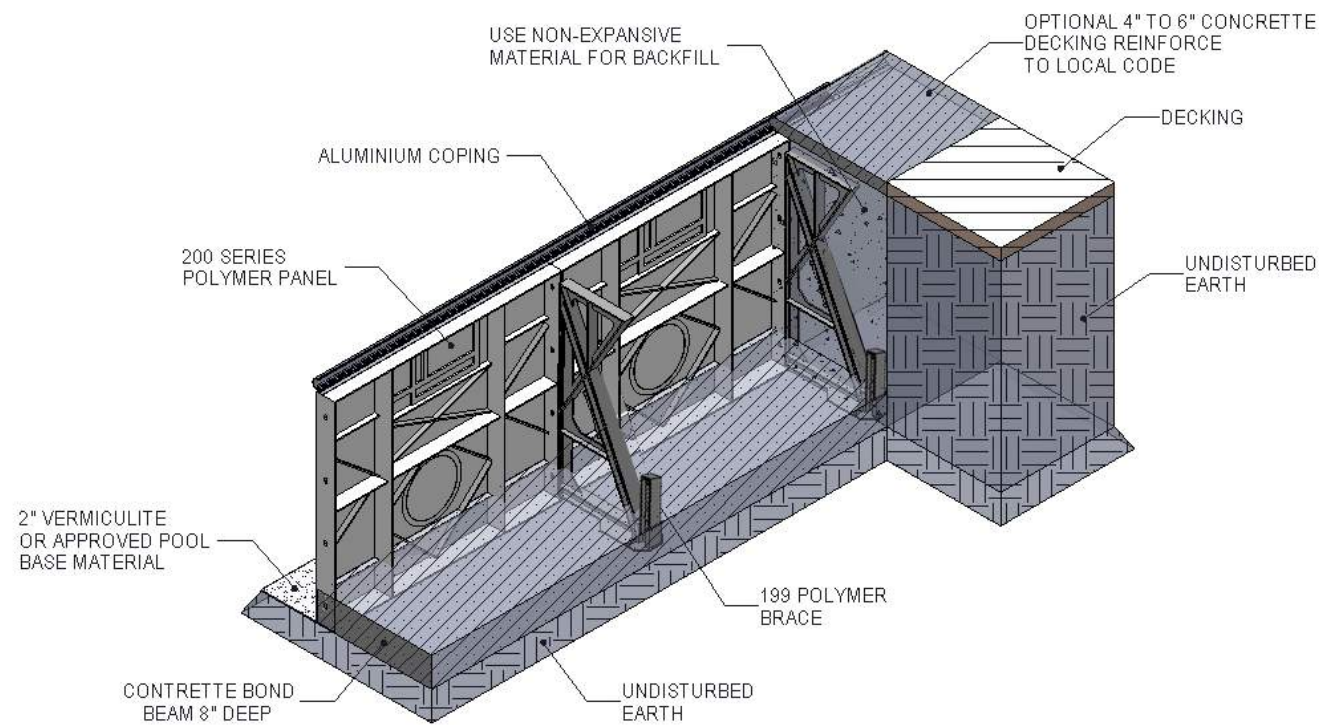 USE NON-EXPANSIVE
MATERIAL FOR BACKFILL
OPTIONAL 4" TO 6" CONCRETTE
DECKING REINFORCE
TO LOCAL CODE
DECKING
ALUMINIUM COPING
200 SERIES
POLYMER PANEL
UNDISTURBED
EARTH
2" VERMICULITE
OR APPROVED POOL
BASE MATERIAL
199 POLYMER
BRACE
CONTRETTE BOND
BEAM 8" DEEP
UNDISTURBED
EARTH